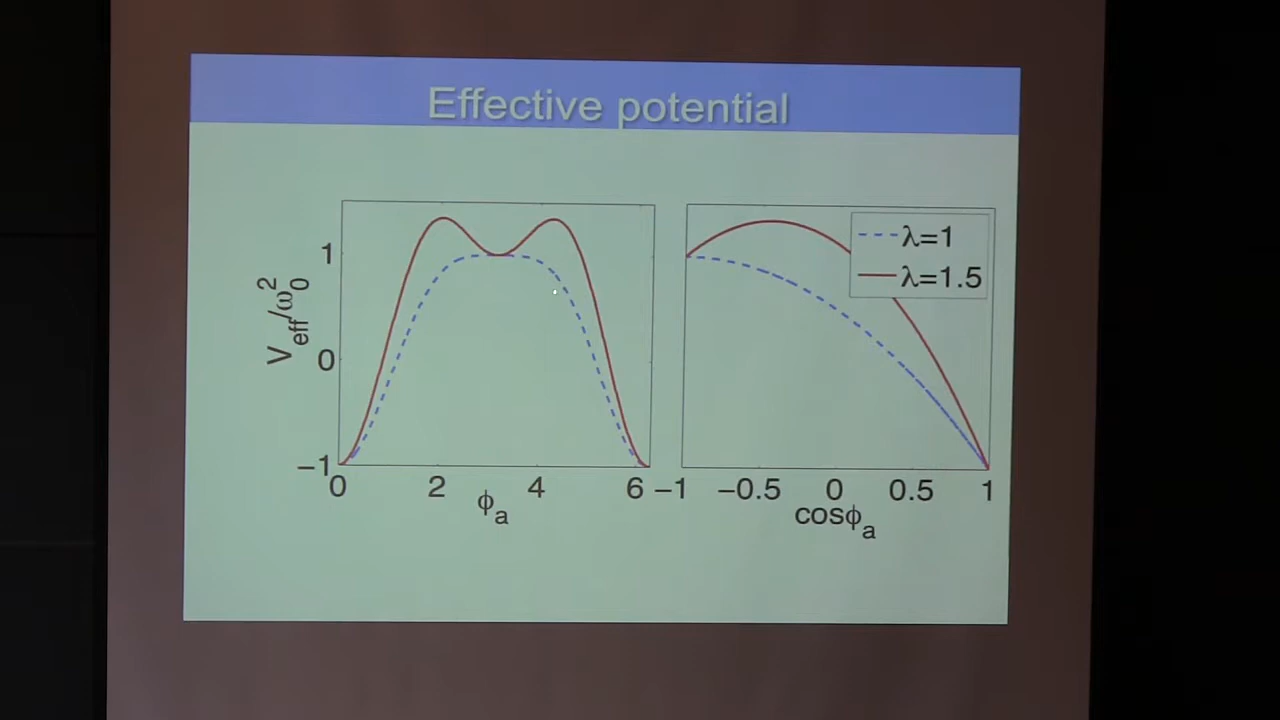 Effective potential
λ=1
λ=1.5
1
0
−1
V_eff/ω_0^2
0 2 4 6
ϕ_a
−1 −0.5 0 0.5 1
cosϕ_a